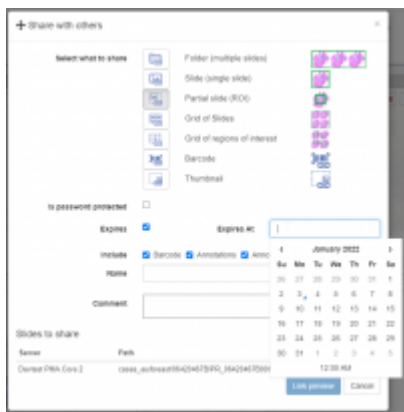 Share with others ×
Select what to share
Folder (multiple slides)
Slide (single slide)
Partial slide (ROI)
Grid of Slides
Grid of regions of interest
Barcode
Thumbnail
Is password protected
Expires Expires At
Include Barcode Annotations
Name
Comment
January 2022
Su Mo Tu We Th Fr Sa
26 27 28 29 30 31 1
2 3 4 5 6 7 8
9 10 11 12 13 14 15
16 17 18 19 20 21 22
23 24 25 26 27 28 29
30 31 1 2 3 4 5
12:00 AM
Slides to share
Server Path
Link preview Cancel